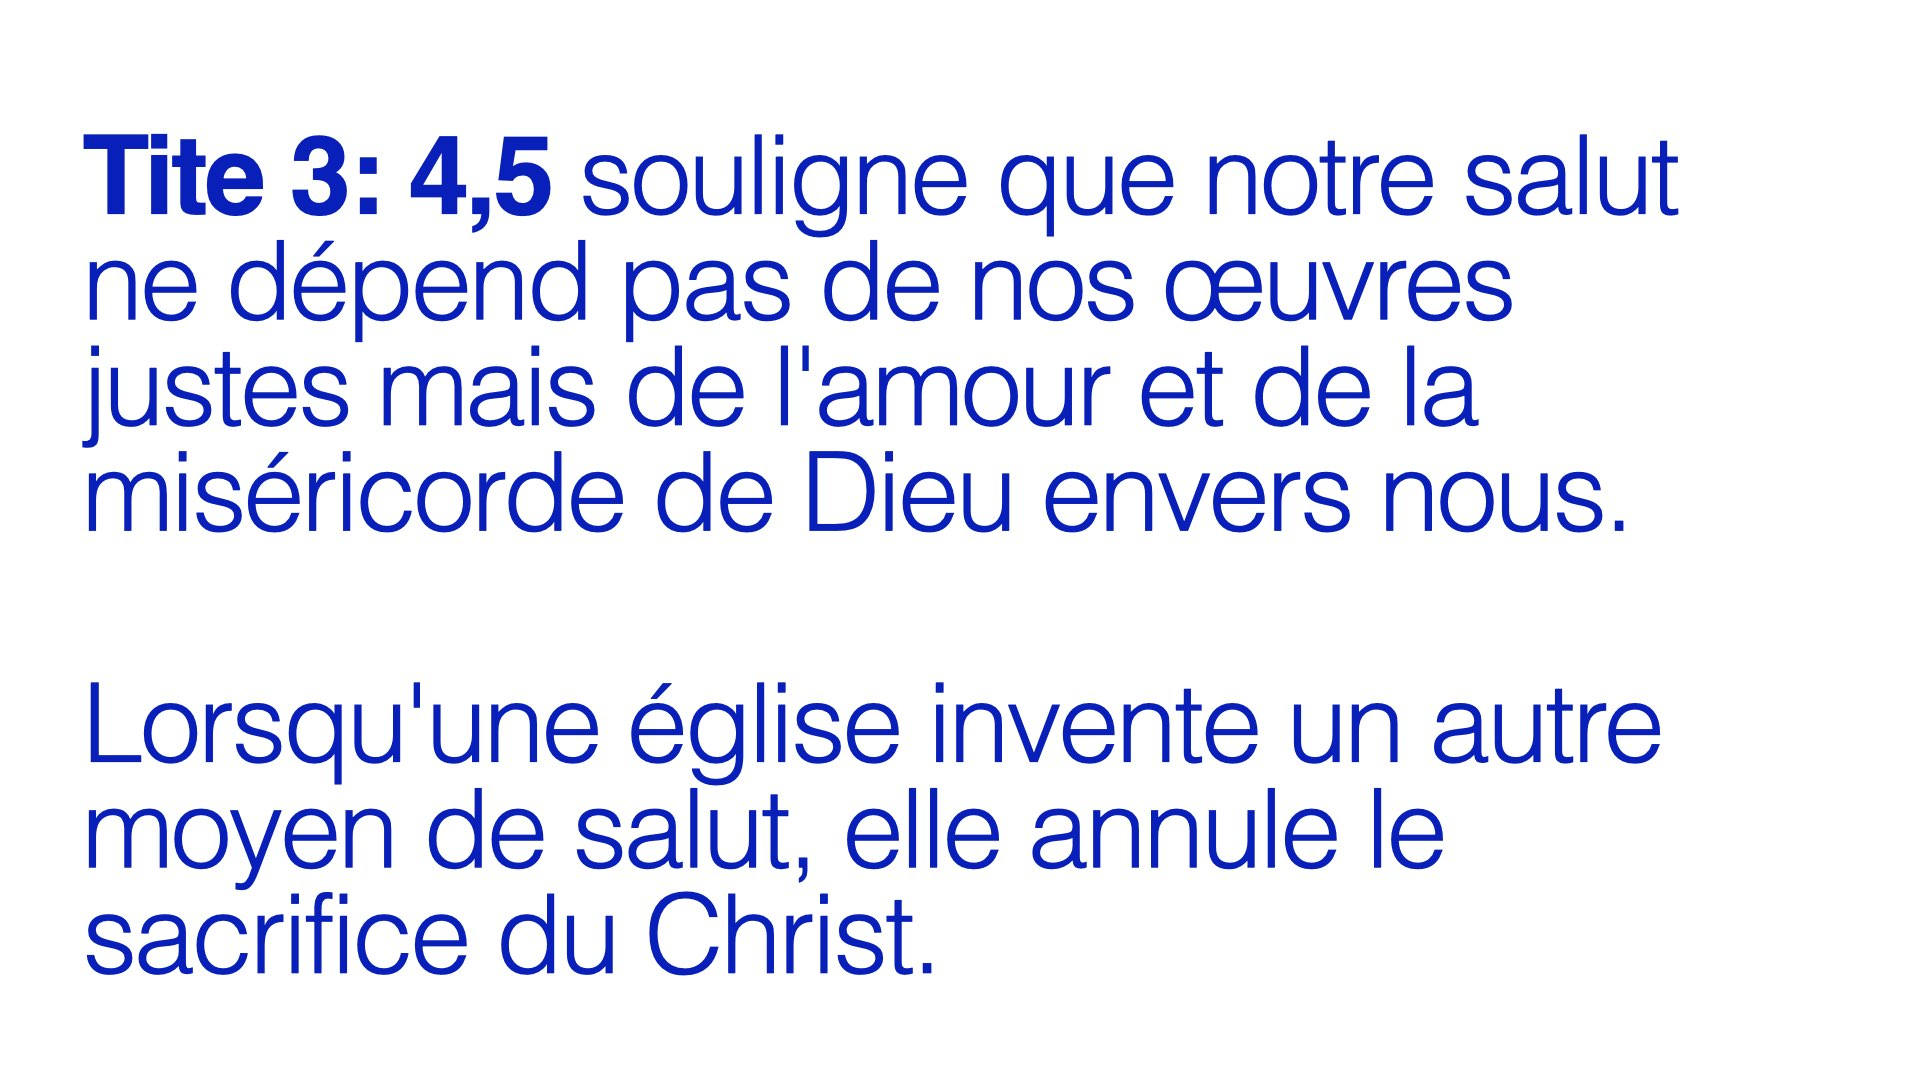 Tite 3: 4,5 souligne que notre salut
ne dépend pas de nos œuvres
justes mais de l'amour et de la
miséricorde de Dieu envers nous.
Lorsqu'une église invente un autre
moyen de salut, elle annule le
sacrifice du Christ.